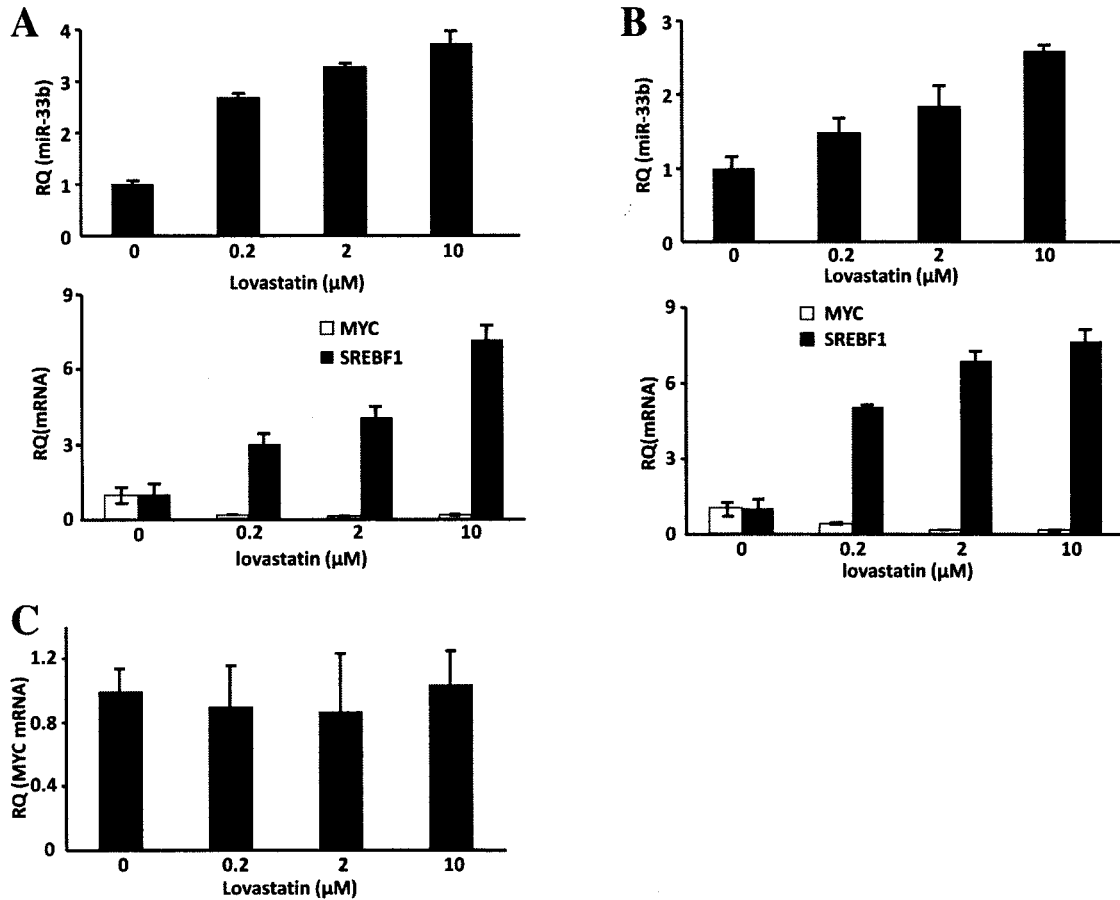 A
4
3
2
1
0
RQ (miR-33b)
0 0.2 2 10
Lovastatin (µM)
9
6
3
0
RQ(mRNA)
MYC
SREBF1
0 0.2 2 10
lovastatin (µM)
B
3
2
1
0
RQ (miR-33b)
0 0.2 2 10
Lovastatin (µM)
9
6
3
0
RQ(mRNA)
MYC
SREBF1
0 0.2 2 10
lovastatin (µM)
C
1.2
0.8
0.4
0
RQ (MYC mRNA)
0 0.2 2 10
Lovastatin (µM)